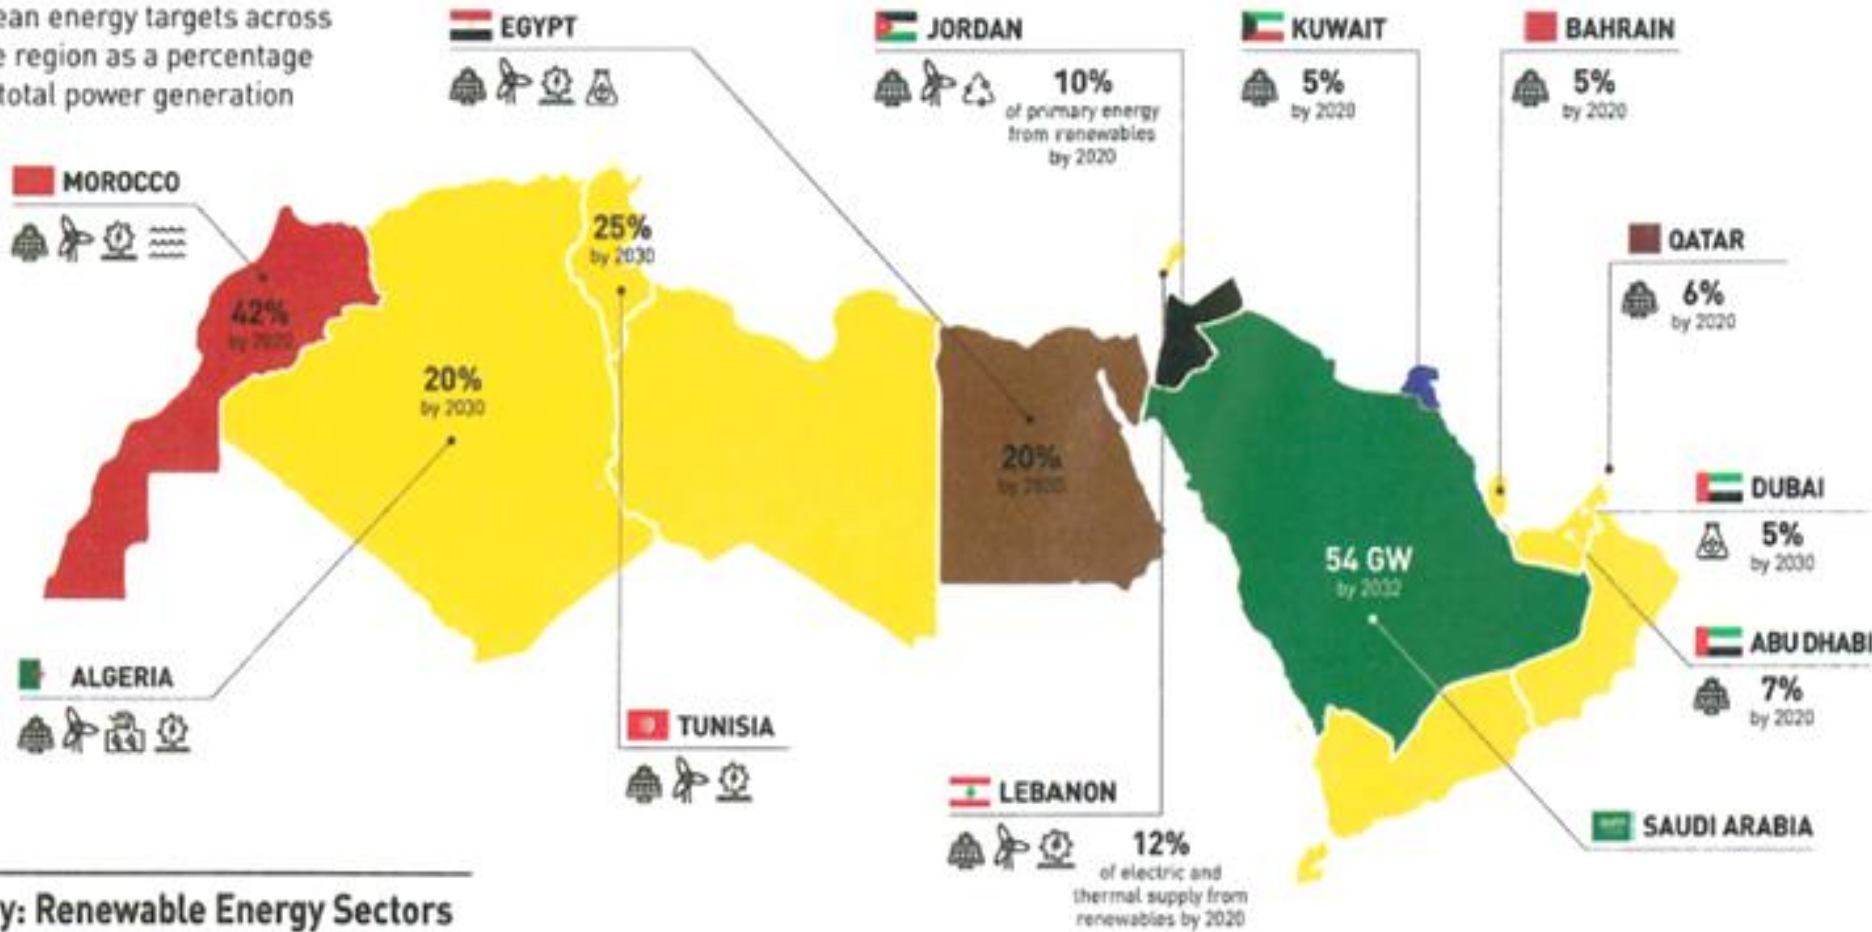 ean energy targets across
e region as a percentage
total power generation
EGYPT
JORDAN
10%
of primary energy
from renewables
by 2020
KUWAIT
5%
by 2020
BAHRAIN
5%
by 2020
MOROCCO
42%
by 2020
25%
by 2030
QATAR
6%
by 2020
20%
by 2030
20%
by
DUBAI
5%
by 2030
54 GW
by 2032
ABU DHABI
7%
by 2020
ALGERIA
TUNISIA
LEBANON
12%
of electric and
thermal supply from
renewables by 2020
SAUDI ARABIA
y: Renewable Energy Sectors